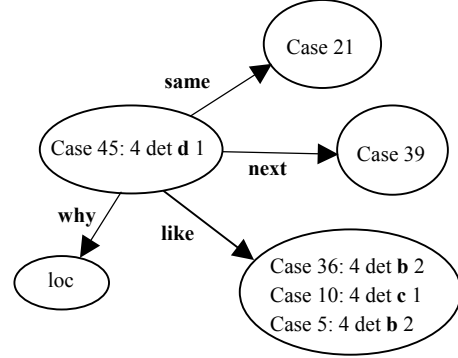 Case 21
same
Case 45: 4 det d 1
next
Case 39
why
like
loc
Case 36: 4 det b 2
Case 10: 4 det c 1
Case 5: 4 det b 2